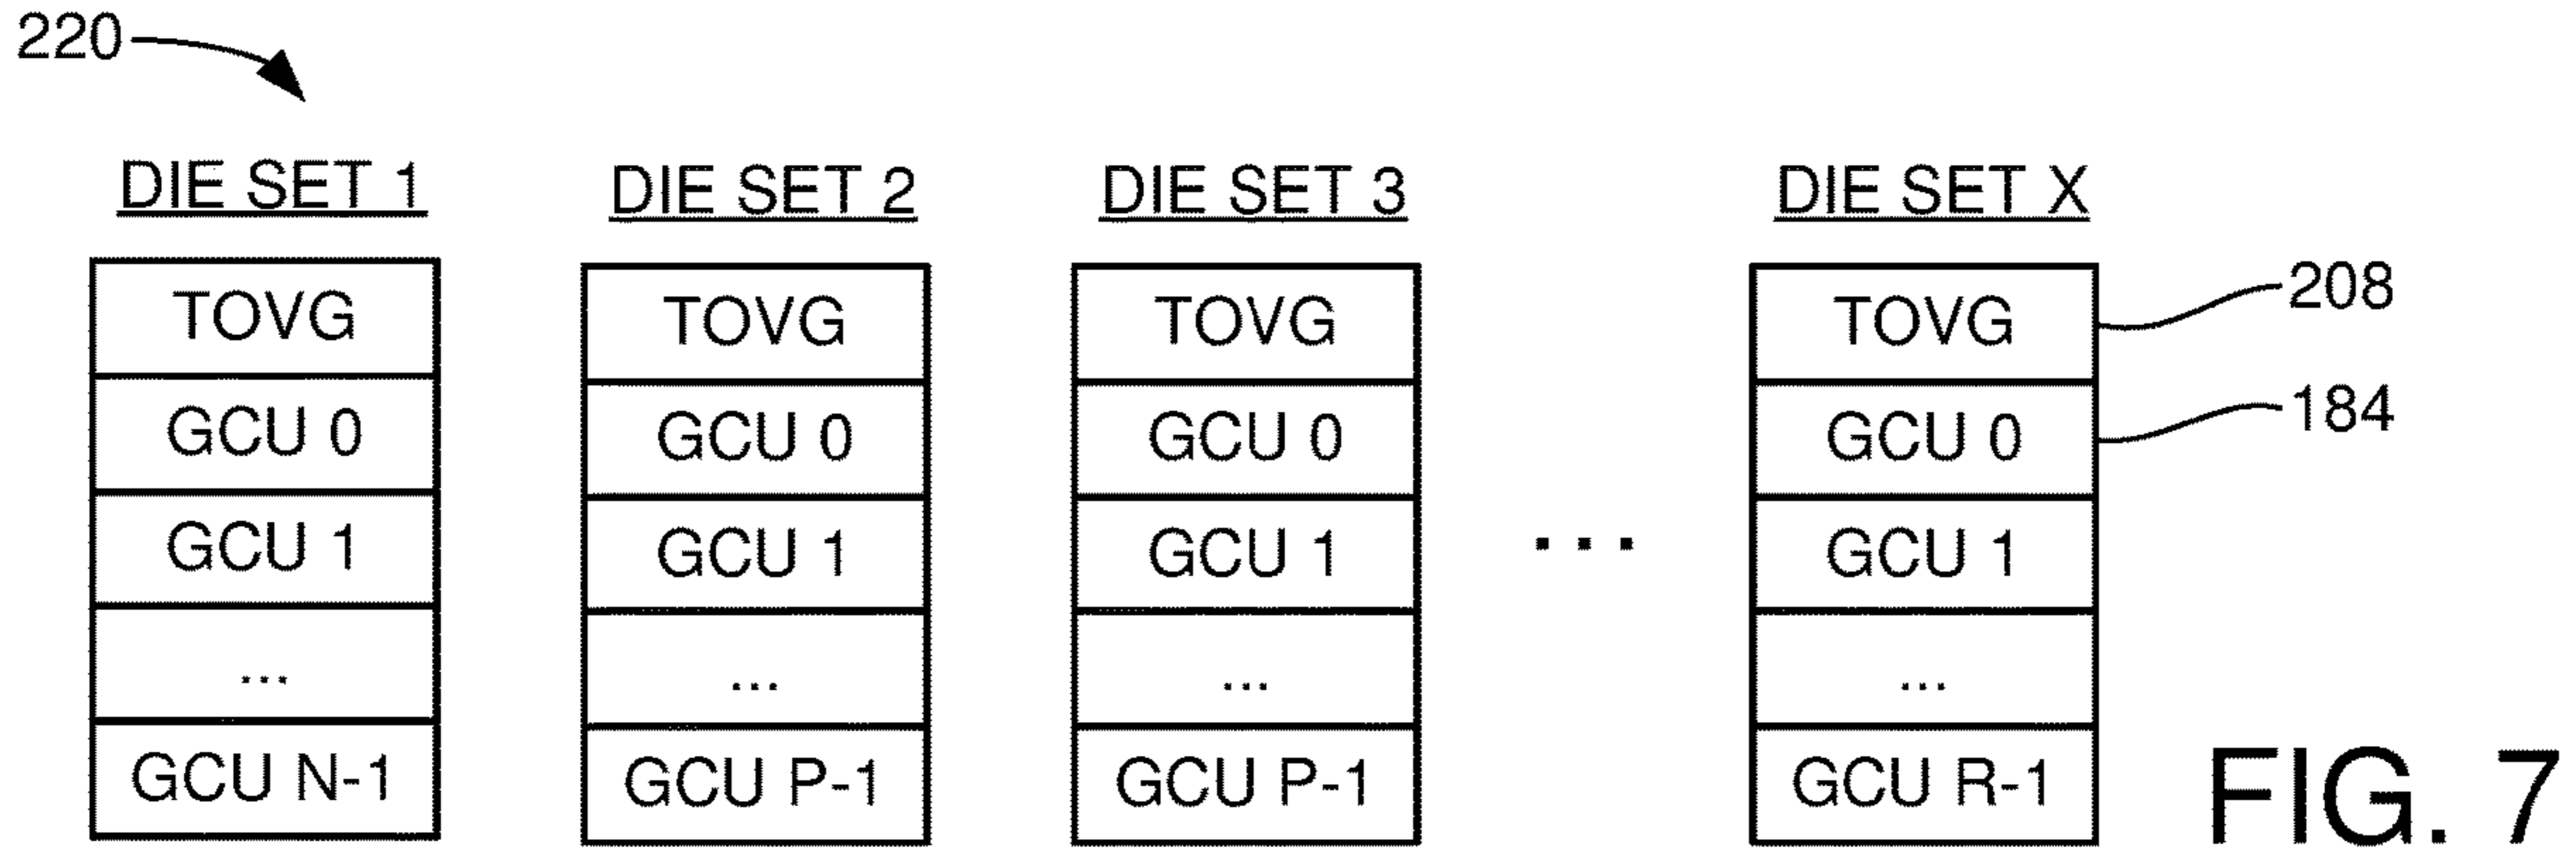 220
DIE SET 1 DIE SET 2 DIE SET 3 DIE SET X
TOVG TOVG TOVG TOVG 208
GCU 0 GCU 0 GCU 0 GCU 0 184
GCU 1 GCU 1 GCU 1 ... GCU 1
... ... ... ...
GCU N-1 GCU P-1 GCU P-1 GCU R-1
FIG. 7